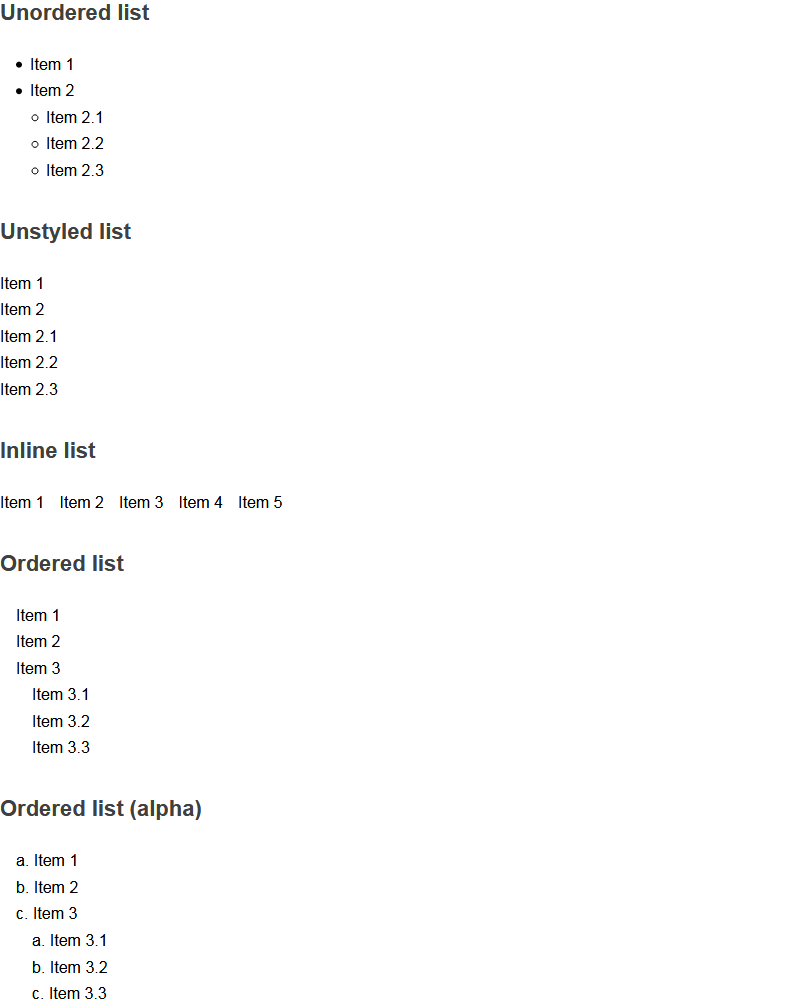 Unordered list
• Item 1
• Item 2
◦ Item 2.1
◦ Item 2.2
◦ Item 2.3
Unstyled list
Item 1
Item 2
Item 2.1
Item 2.2
Item 2.3
Inline list
Item 1 Item 2 Item 3 Item 4 Item 5
Ordered list
Item 1
Item 2
Item 3
Item 3.1
Item 3.2
Item 3.3
Ordered list (alpha)
a. Item 1
b. Item 2
c. Item 3
a. Item 3.1
b. Item 3.2
c. Item 3.3